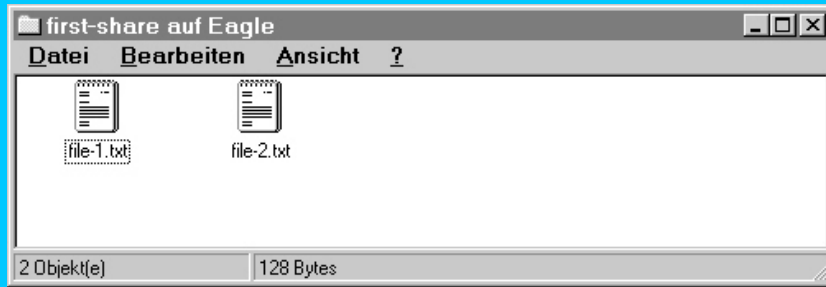 first-share auf Eagle
Datei Bearbeiten Ansicht ?
file-1.txt file-2.txt
2 Objekt(e) 128 Bytes